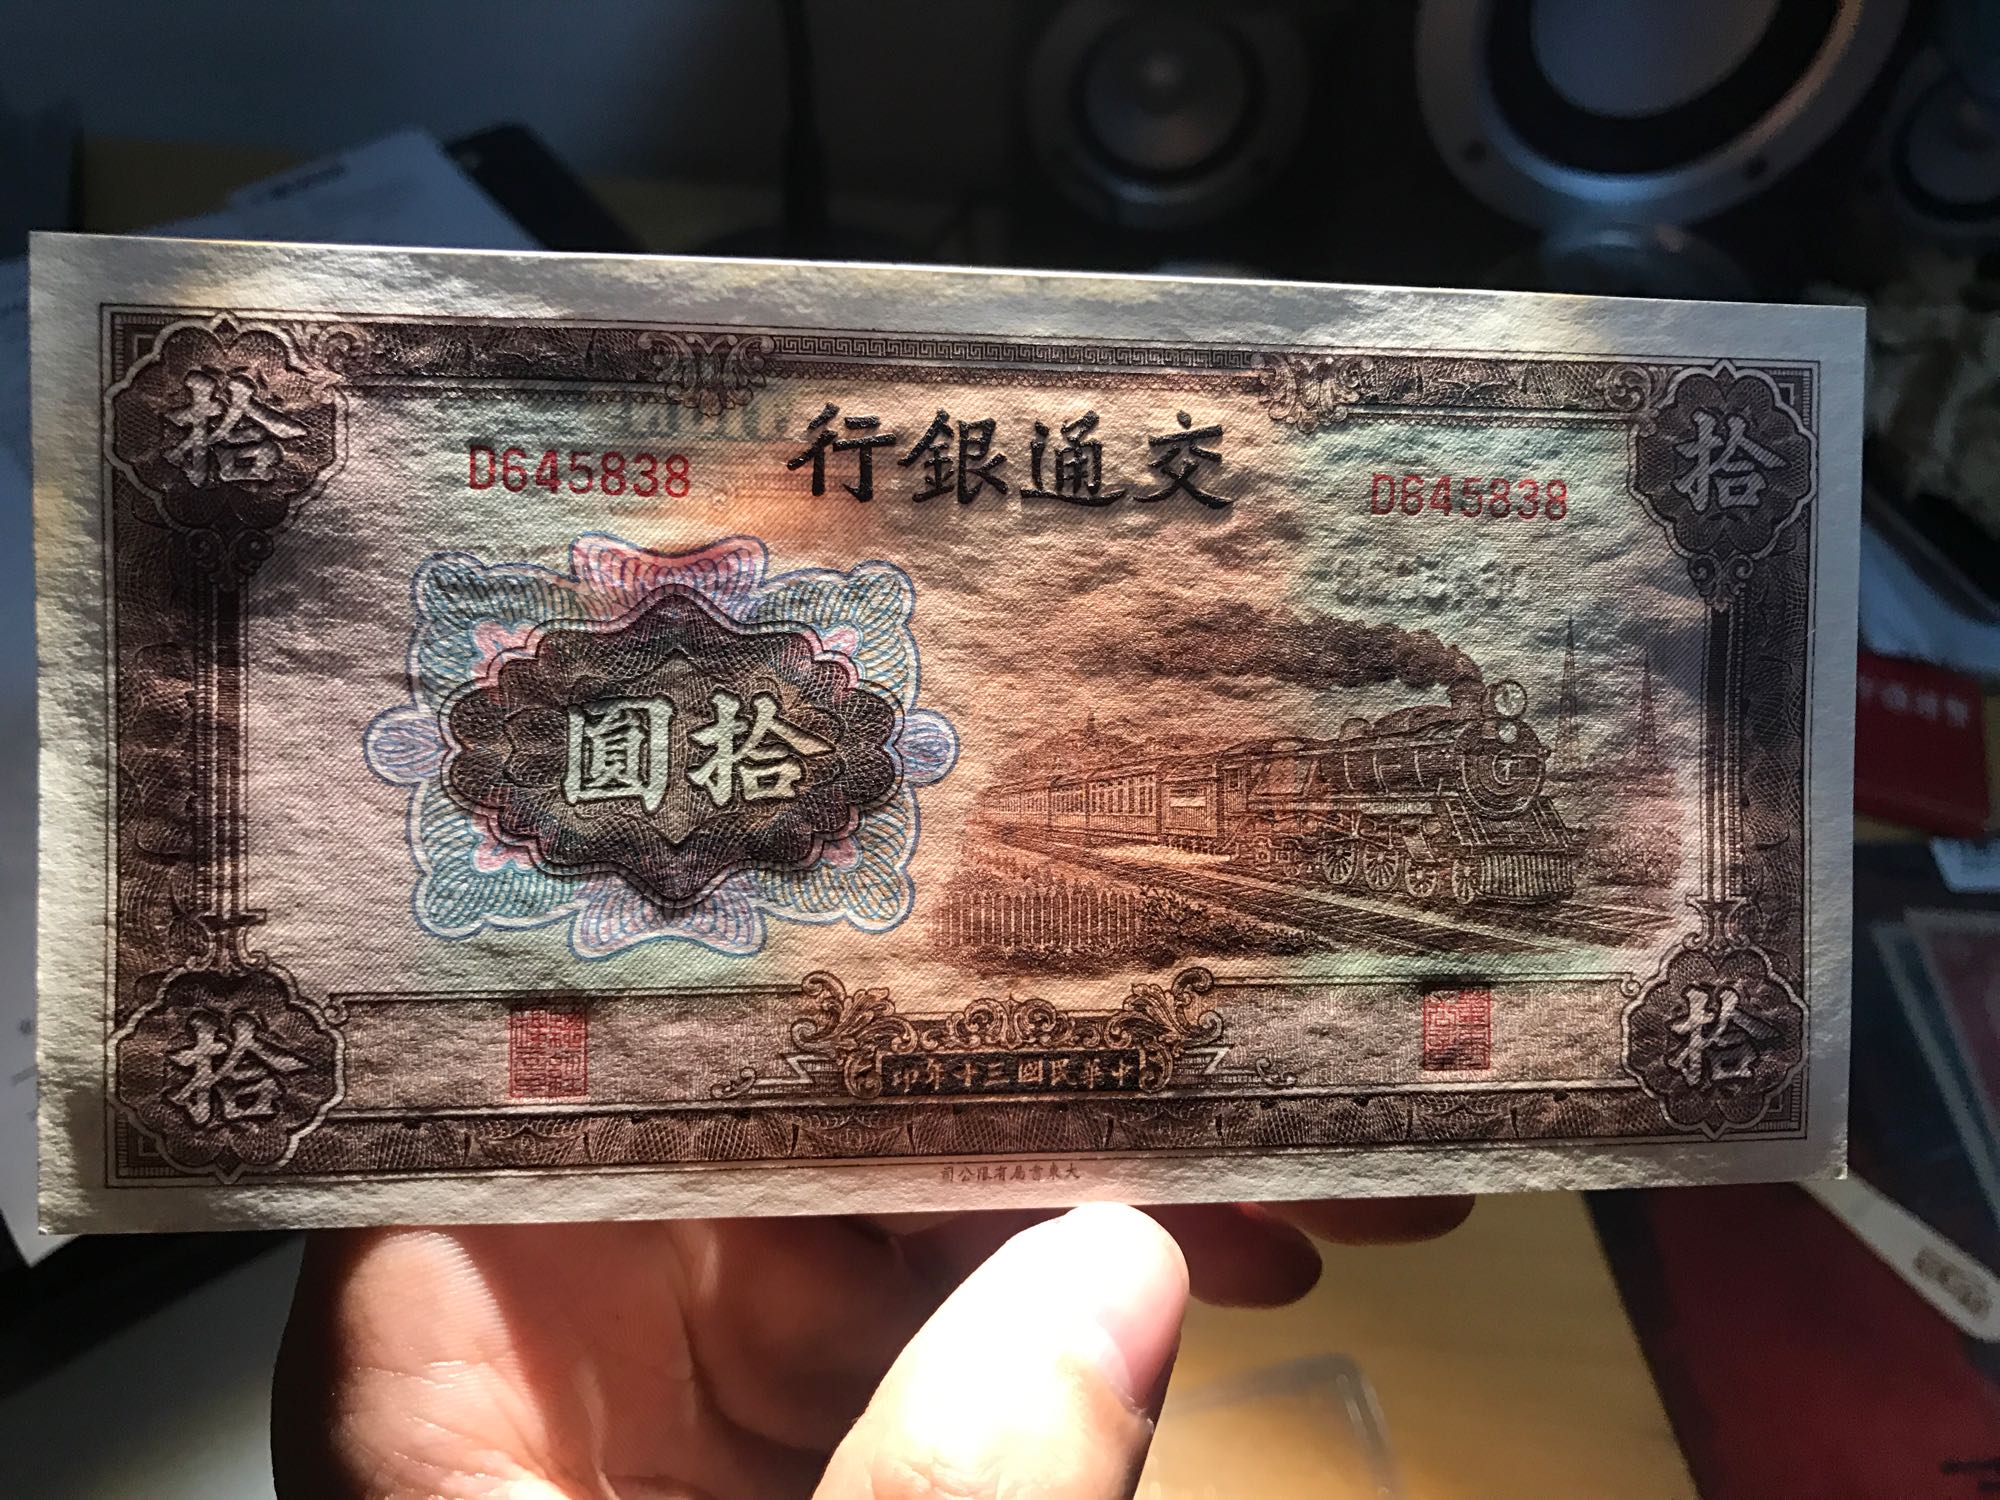 交通銀行
D645838
D645838
拾
拾
拾圓
拾
拾
中華民國三十年印
大東書局有限公司